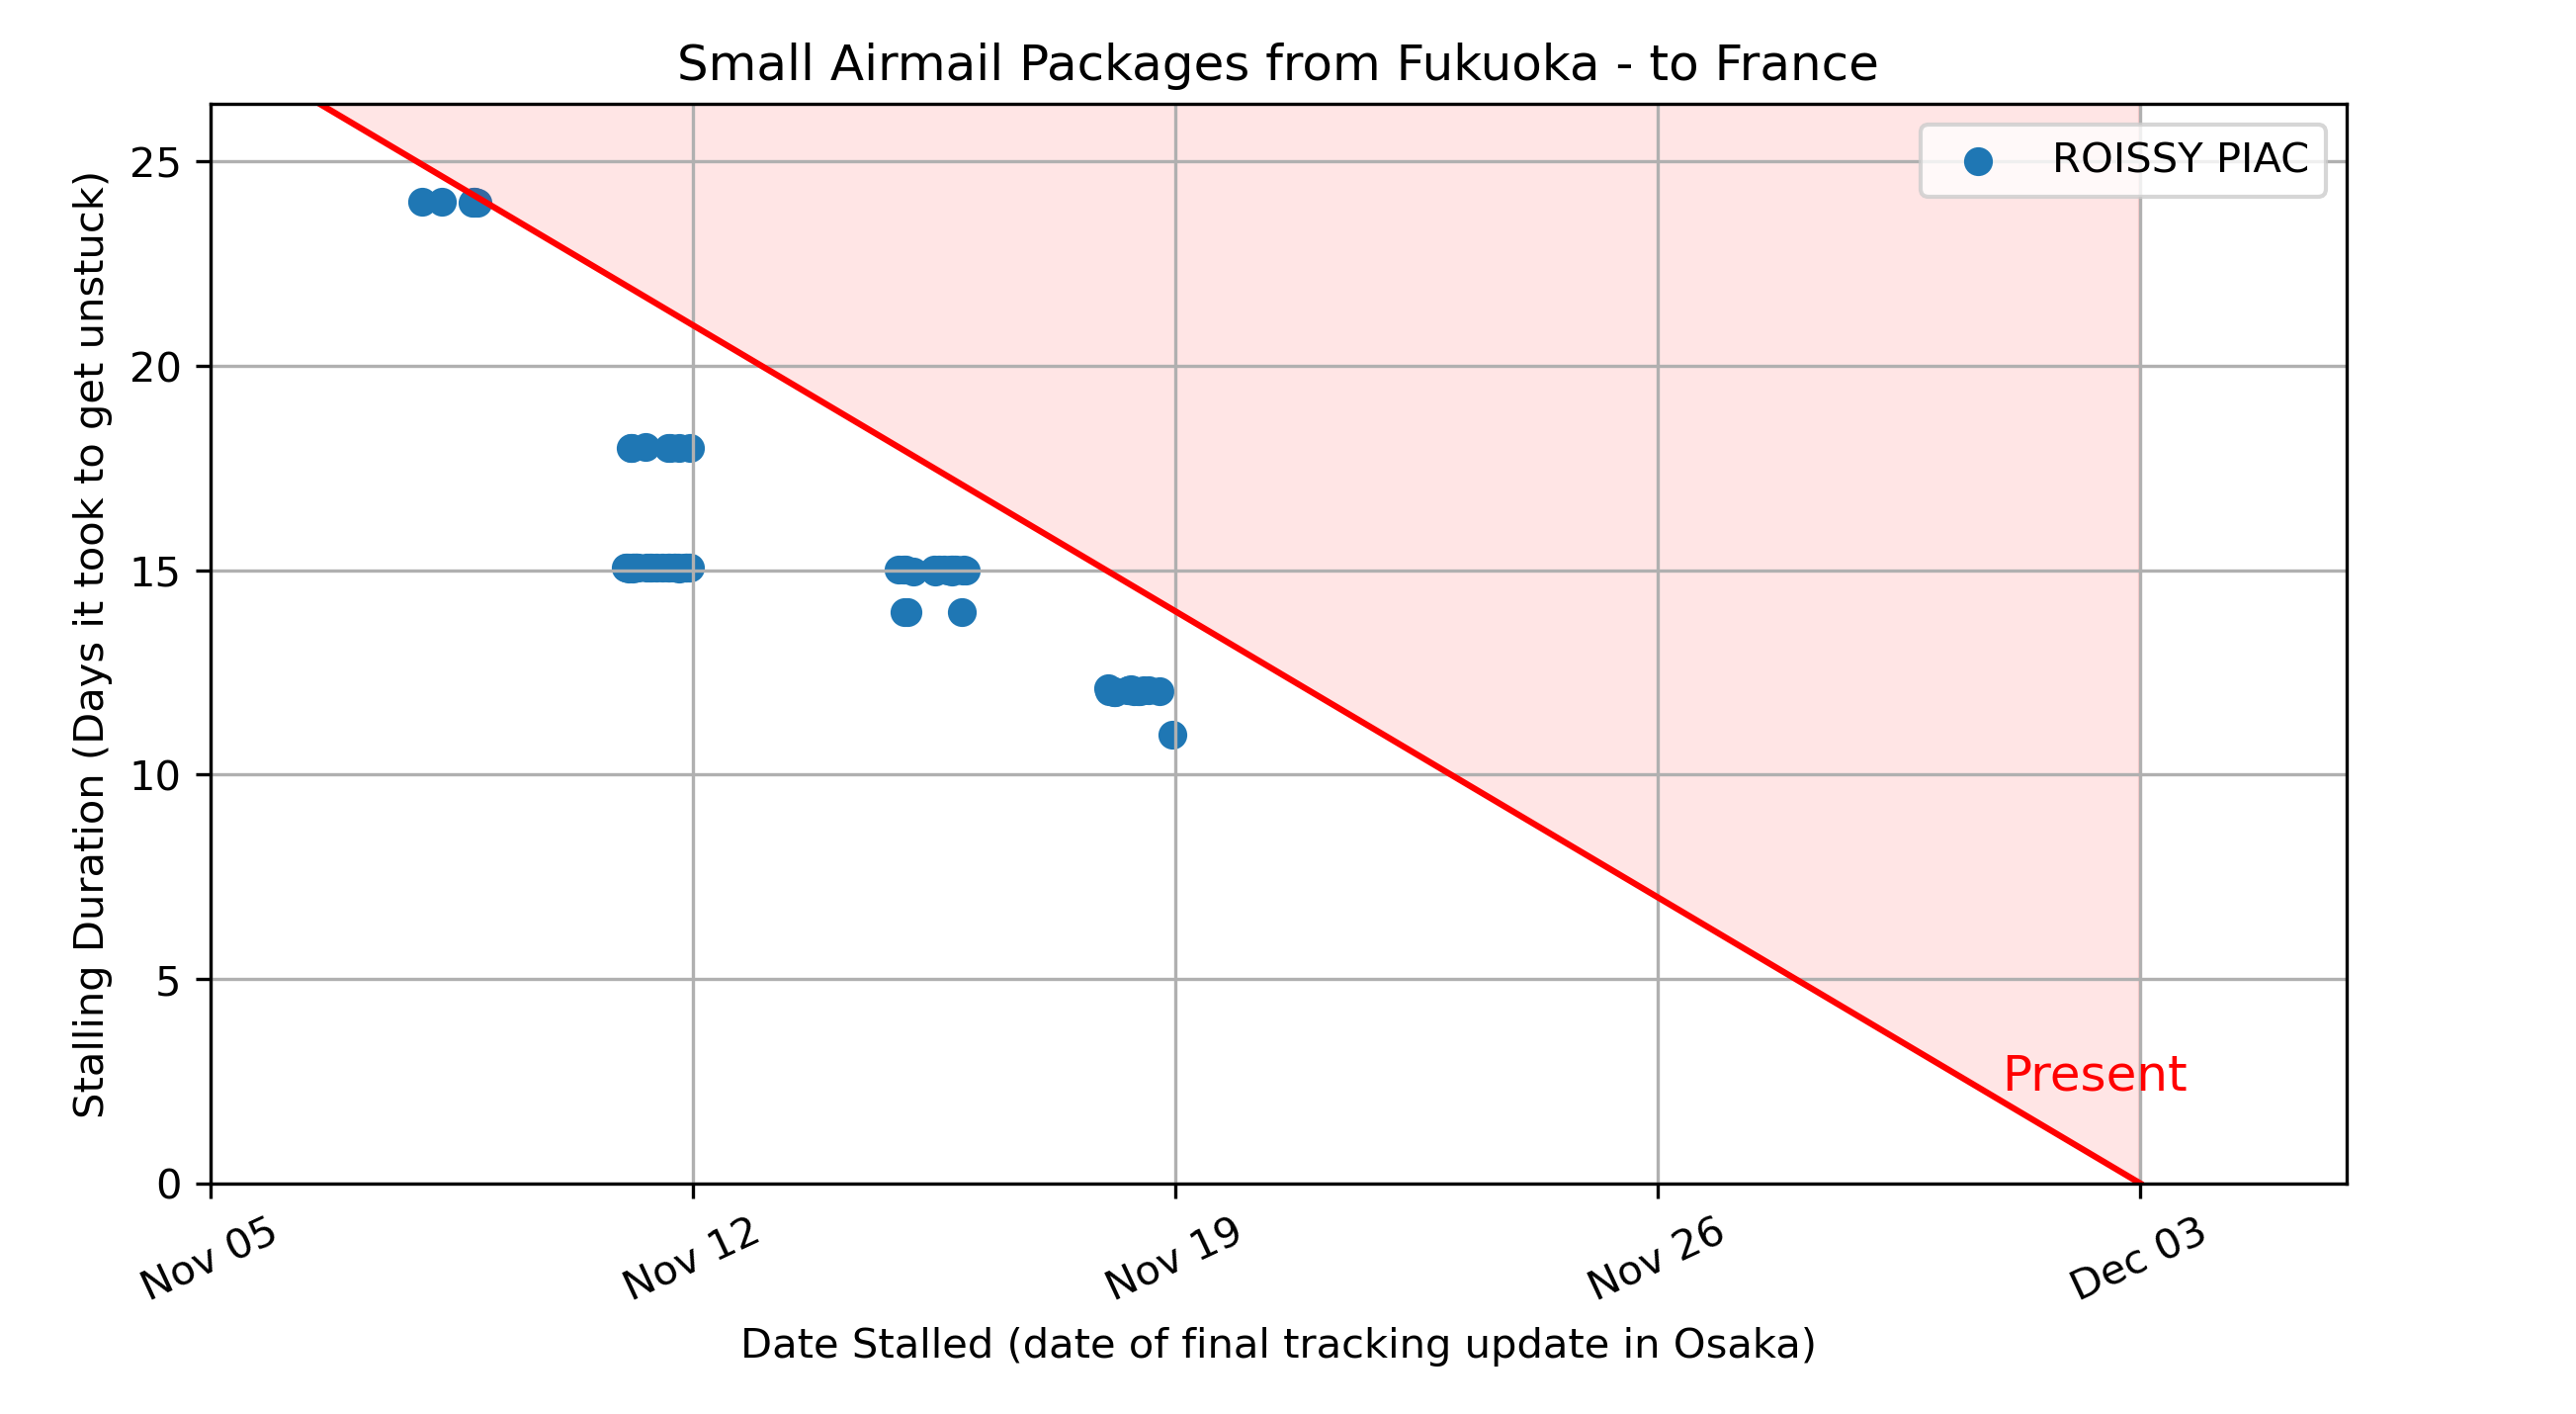 Small Airmail Packages from Fukuoka - to France
ROISSY PIAC
Stalling Duration (Days it took to get unstuck)
25
20
15
10
5
0
Present
Nov 05
Nov 12
Nov 19
Nov 26
Dec 03
Date Stalled (date of final tracking update in Osaka)